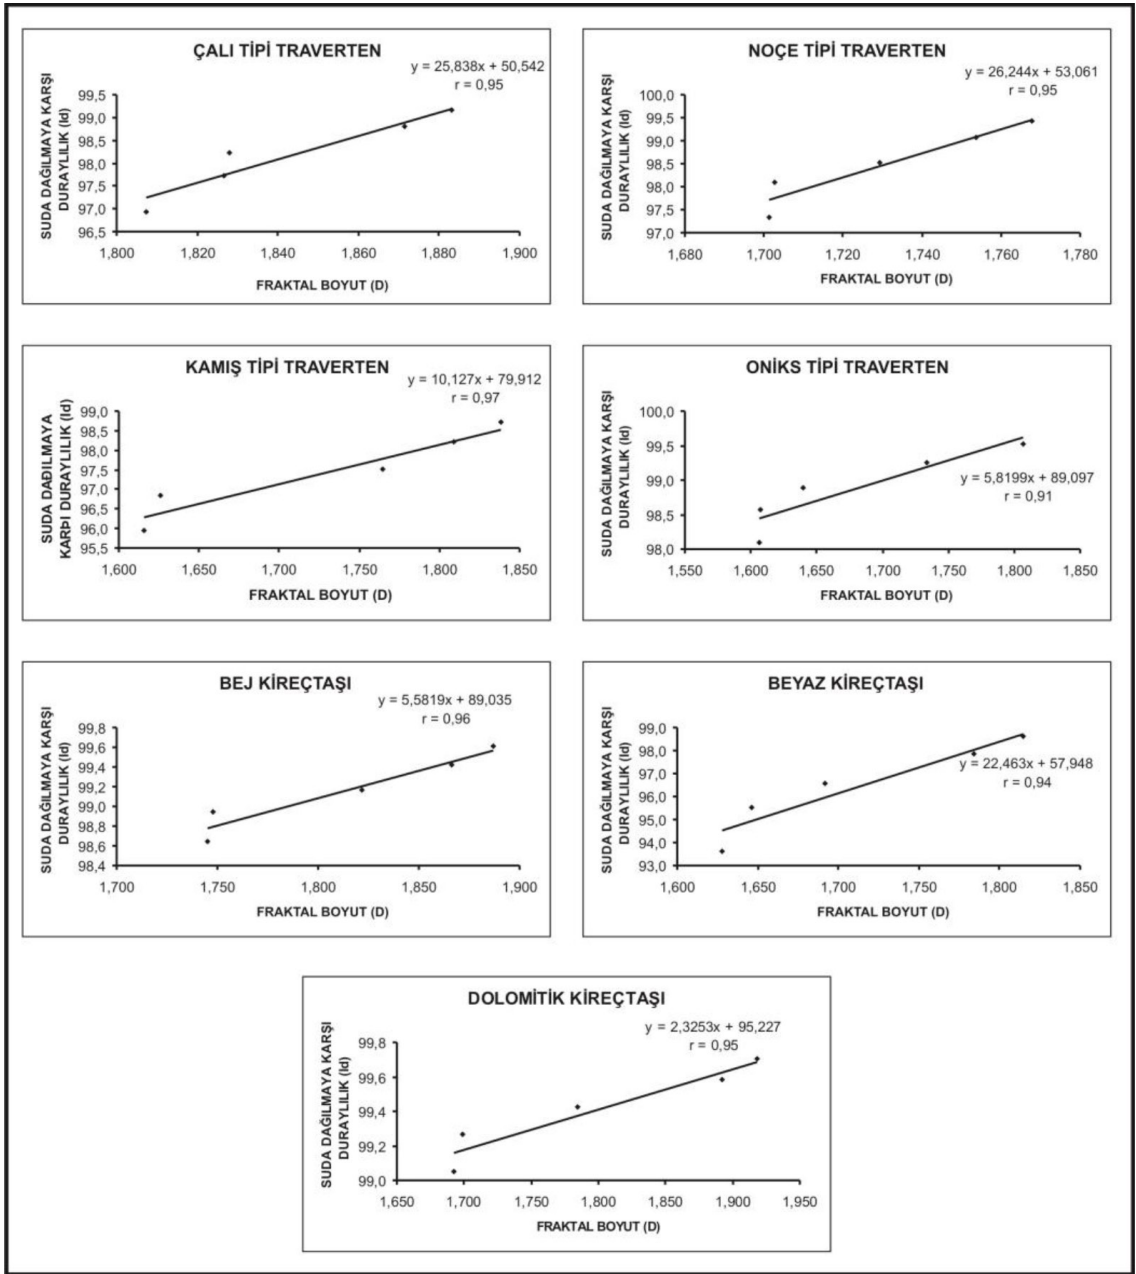 ÇALI TİPİ TRAVERTEN
y = 25,838x + 50,542
r = 0,95
SUDA DAĞILMAYA KARŞI
DURAYLILIK (Id)
99,5
99,0
98,5
98,0
97,5
97,0
96,5
1,800
1,820
1,840
1,860
1,880
1,900
FRAKTAL BOYUT (D)
NOÇE TİPİ TRAVERTEN
y = 26,244x + 53,061
r = 0,95
SUDA DAĞILMAYA KARŞI
DURAYLILIK (Id)
100,0
99,5
99,0
98,5
98,0
97,5
97,0
1,680
1,700
1,720
1,740
1,760
1,780
FRAKTAL BOYUT (D)
KAMIŞ TİPİ TRAVERTEN
y = 10,127x + 79,912
r = 0,97
SUDA DAĐILMAYA
KARÞI DURAYLILIK (Id)
99,0
98,5
98,0
97,5
97,0
96,5
96,0
95,5
1,600
1,650
1,700
1,750
1,800
1,850
FRAKTAL BOYUT (D)
ONİKS TİPİ TRAVERTEN
SUDA DAĞILMAYA KARŞI
DURAYLILIK (Id)
100,0
99,5
99,0
98,5
98,0
y = 5,8199x + 89,097
r = 0,91
1,550
1,600
1,650
1,700
1,750
1,800
1,850
FRAKTAL BOYUT (D)
BEJ KİREÇTAŞI
y = 5,5819x + 89,035
r = 0,96
SUDA DAĞILMAYA KARŞI
DURAYLILIK (Id)
99,8
99,6
99,4
99,2
99,0
98,8
98,6
98,4
1,700
1,750
1,800
1,850
1,900
FRAKTAL BOYUT (D)
BEYAZ KİREÇTAŞI
SUDA DAĞILMAYA KARŞI
DURAYLILIK (Id)
99,0
98,0
97,0
96,0
95,0
94,0
93,0
y = 22,463x + 57,948
r = 0,94
1,600
1,650
1,700
1,750
1,800
1,850
FRAKTAL BOYUT (D)
DOLOMİTİK KİREÇTAŞI
y = 2,3253x + 95,227
r = 0,95
SUDA DAĞILMAYA KARŞI
DURAYLILIK (Id)
99,8
99,6
99,4
99,2
99,0
1,650
1,700
1,750
1,800
1,850
1,900
1,950
FRAKTAL BOYUT (D)